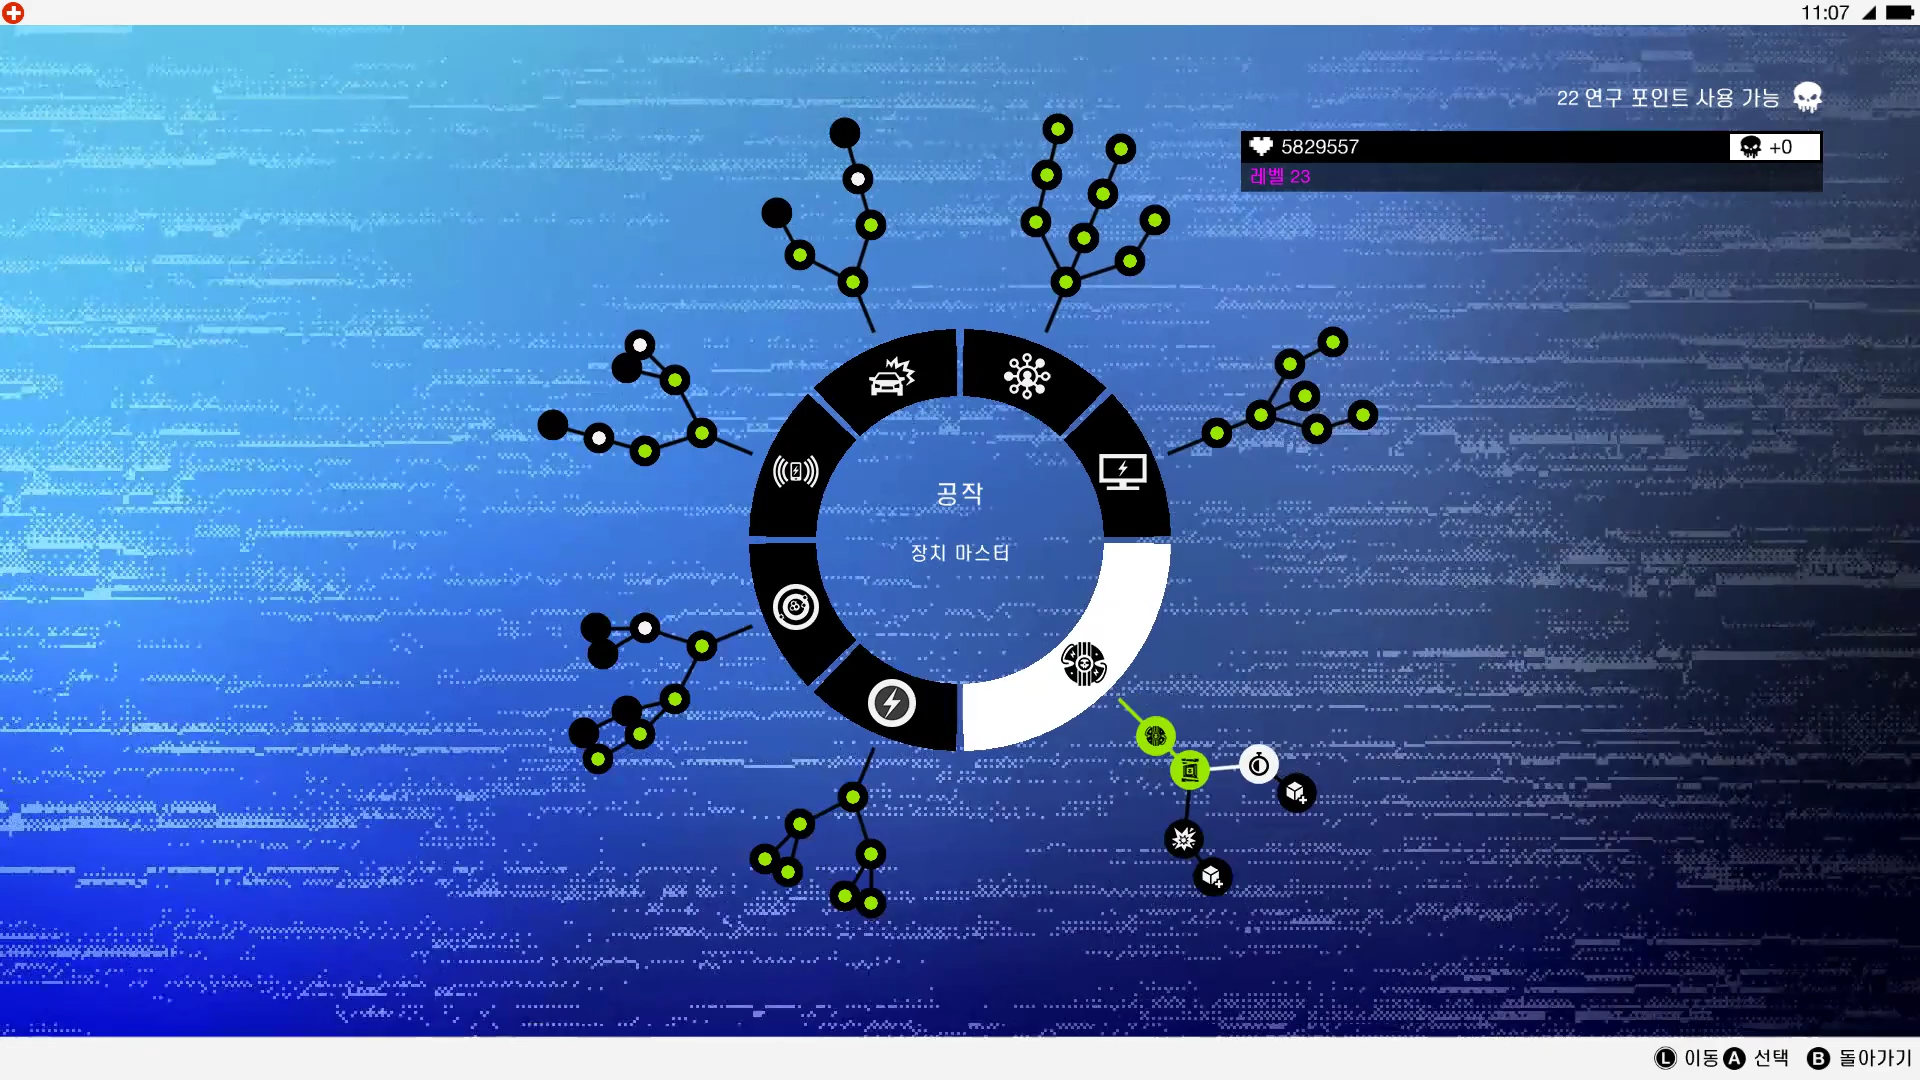 11:07
22 연구 포인트 사용 가능
5829557
+0
레벨 23
공작
장치 마스터
L 이동 A 선택 B 돌아가기